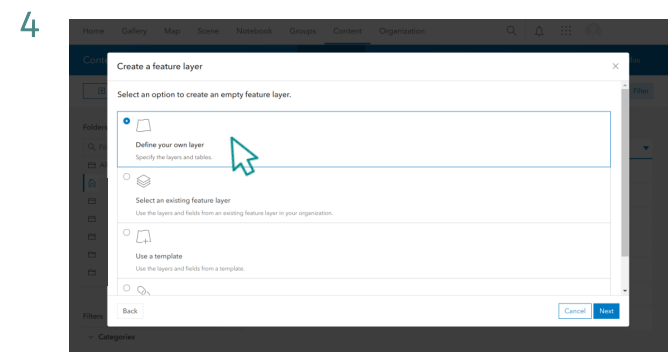 4
Home Gallery Map Scene Notebook Groups Content Organization
Create a feature layer
Select an option to create an empty feature layer.
Filter
Folders
Define your own layer
Specify the layers and tables.
Select an existing feature layer
Use the layers and fields from an existing feature layer in your organization.
Use a template
Use the layers and fields from a template.
Back Cancel Next
Filters
Categories